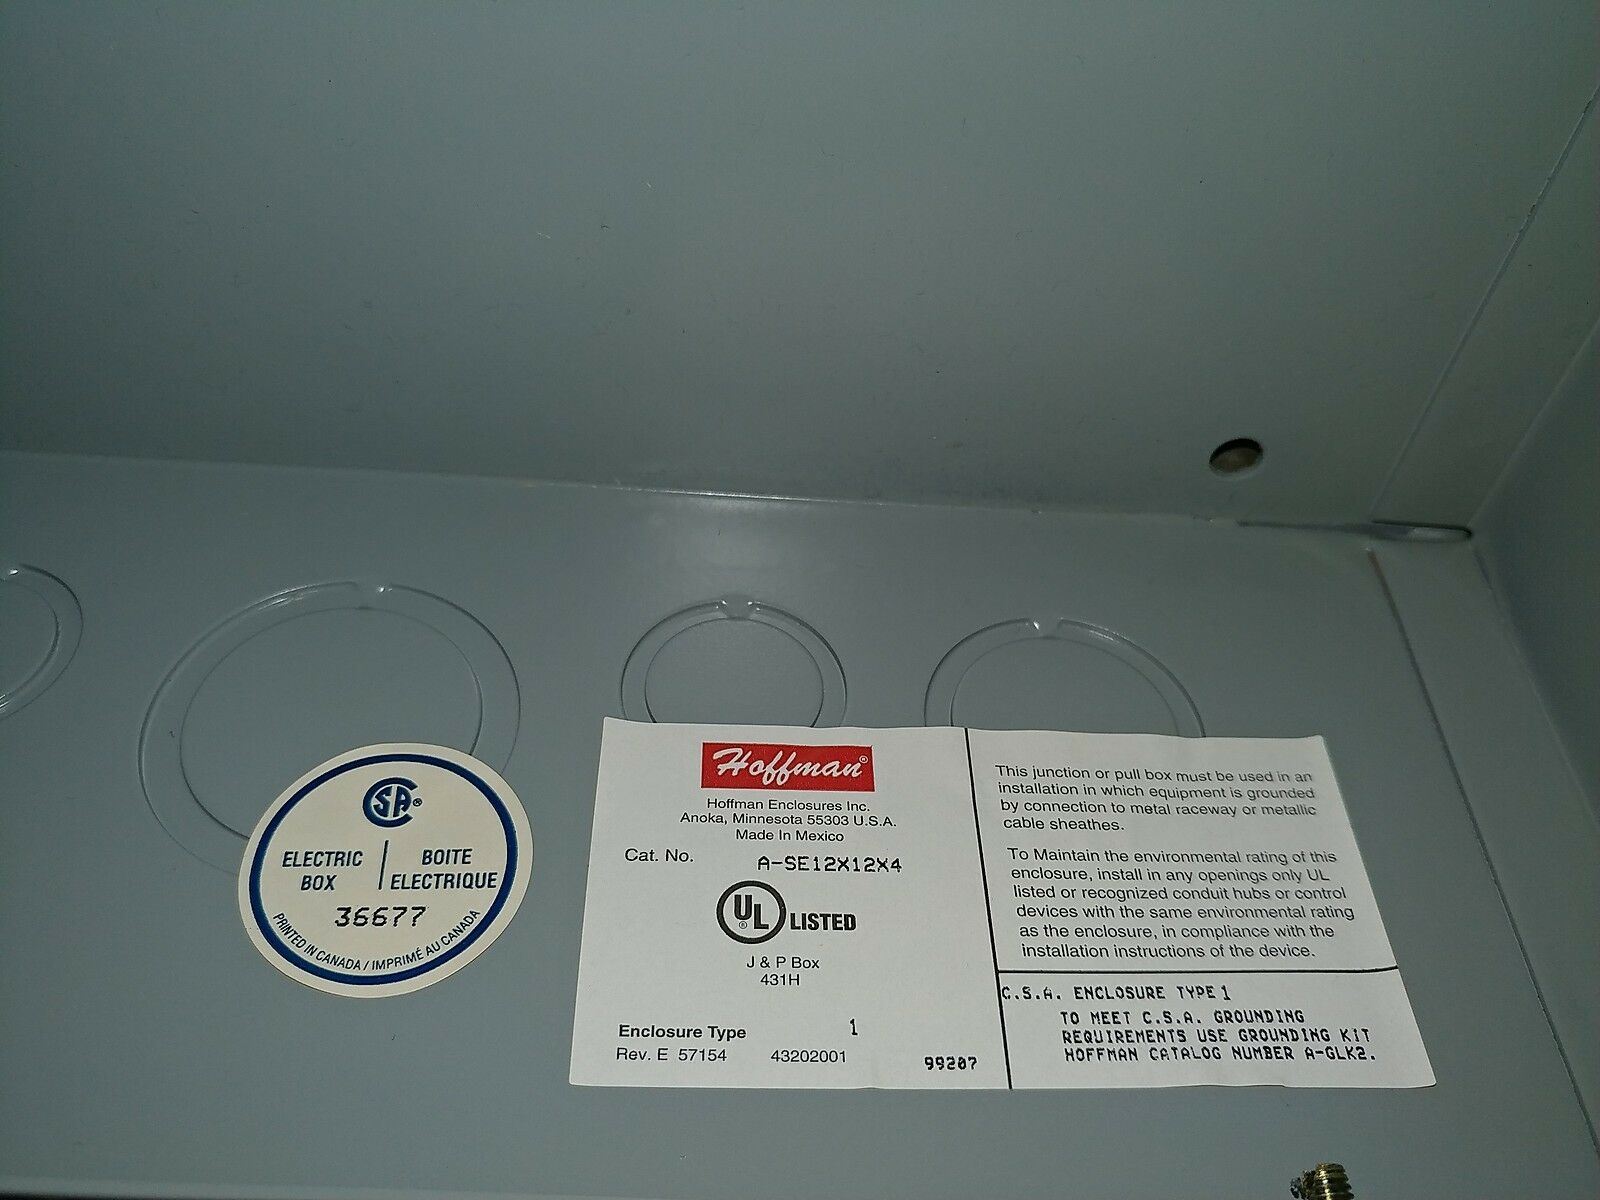 CSA®
ELECTRIC BOX
BOITE ELECTRIQUE
36677
PRINTED IN CANADA / IMPRIMÉ AU CANADA
Hoffman®
Hoffman Enclosures Inc.
Anoka, Minnesota 55303 U.S.A.
Made In Mexico
Cat. No. A-SE12X12X4
UL® LISTED
J & P Box
431H
Enclosure Type 1
Rev. E 57154 43202001
99207
This junction or pull box must be used in an
installation in which equipment is grounded
by connection to metal raceway or metallic
cable sheathes.
To Maintain the environmental rating of this
enclosure, install in any openings only UL
listed or recognized conduit hubs or control
devices with the same environmental rating
as the enclosure, in compliance with the
installation instructions of the device.
C.S.A. ENCLOSURE TYPE 1
TO MEET C.S.A. GROUNDING
REQUIREMENTS USE GROUNDING KIT
HOFFMAN CATALOG NUMBER A-GLK2.